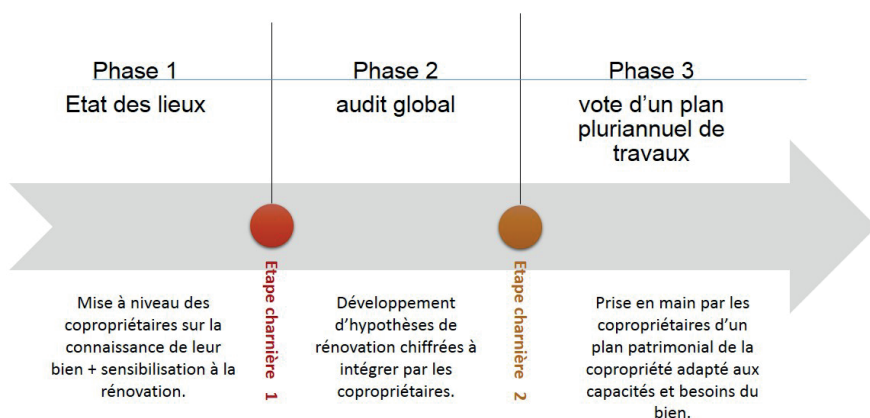 Phase 1
Etat des lieux
Phase 2
audit global
Phase 3
vote d'un plan
pluriannuel de
travaux
Mise à niveau des
copropriétaires sur la
connaissance de leur
bien + sensibilisation à la
rénovation.
Etape charnière 1
Développement
d'hypothèses de
rénovation chiffrées à
intégrer par les
copropriétaires.
Etape charnière 2
Prise en main par les
copropriétaires d'un
plan patrimonial de la
copropriété adapté aux
capacités et besoins du
bien.